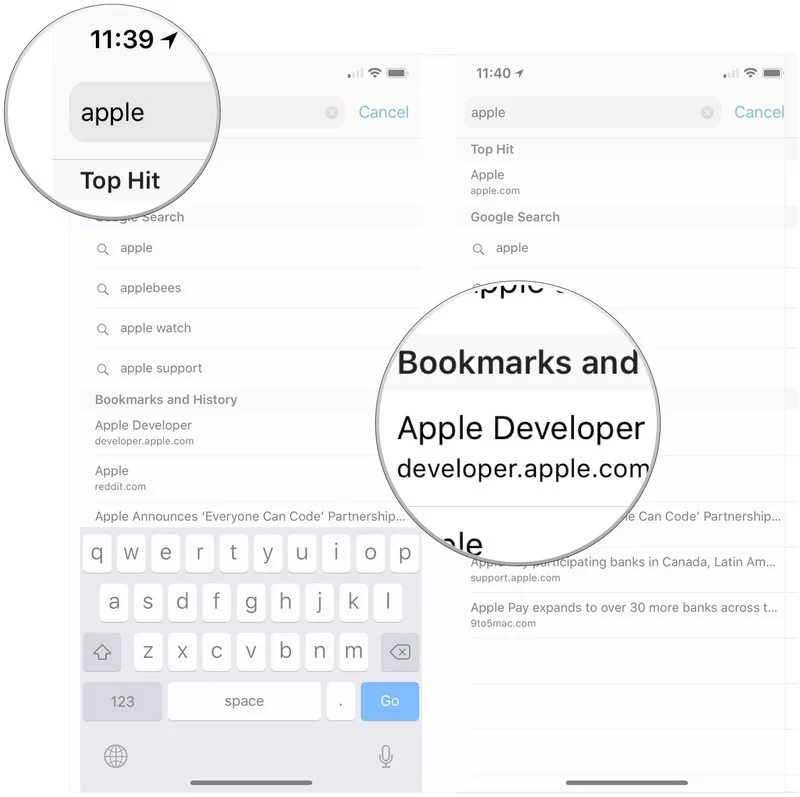 11:39
apple
Cancel
Top Hit
Google Search
apple
applebees
apple watch
apple support
Bookmarks and History
Apple Developer
developer.apple.com
Apple
reddit.com
Apple Announces ‘Everyone Can Code’ Partnership...
q w e r t y u i o p
a s d f g h j k l
z x c v b n m
123 space . Go
11:40
apple
Cancel
Top Hit
Apple
apple.com
Google Search
apple
Bookmarks and
Apple Developer
developer.apple.com
Can Code’ Partnership...
participating banks in Canada, Latin Am...
support.apple.com
Apple Pay expands to over 30 more banks across t...
9to5mac.com